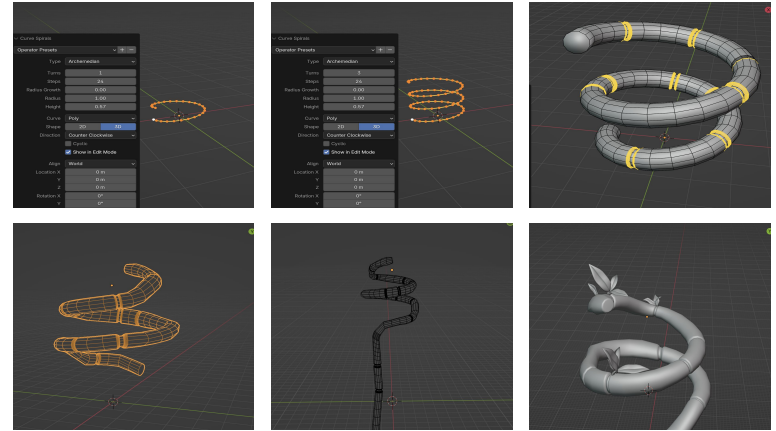 Curve Spirals
Operator Presets
Type Archemedian
Turns 1
Steps 24
Radius Growth 0.00
Radius 1.00
Height 0.57
Curve Poly
Shape 2D 3D
Direction Counter Clockwise
Cyclic
Show in Edit Mode
Align World
Location X 0 m
Y 0 m
Z 0 m
Rotation X 0°
Y 0°
Curve Spirals
Operator Presets
Type Archemedian
Turns 3
Steps 24
Radius Growth 0.00
Radius 1.00
Height 0.57
Curve Poly
Shape 2D 3D
Direction Counter Clockwise
Cyclic
Show in Edit Mode
Align World
Location X 0 m
Y 0 m
Z 0 m
Rotation X 0°
Y 0°